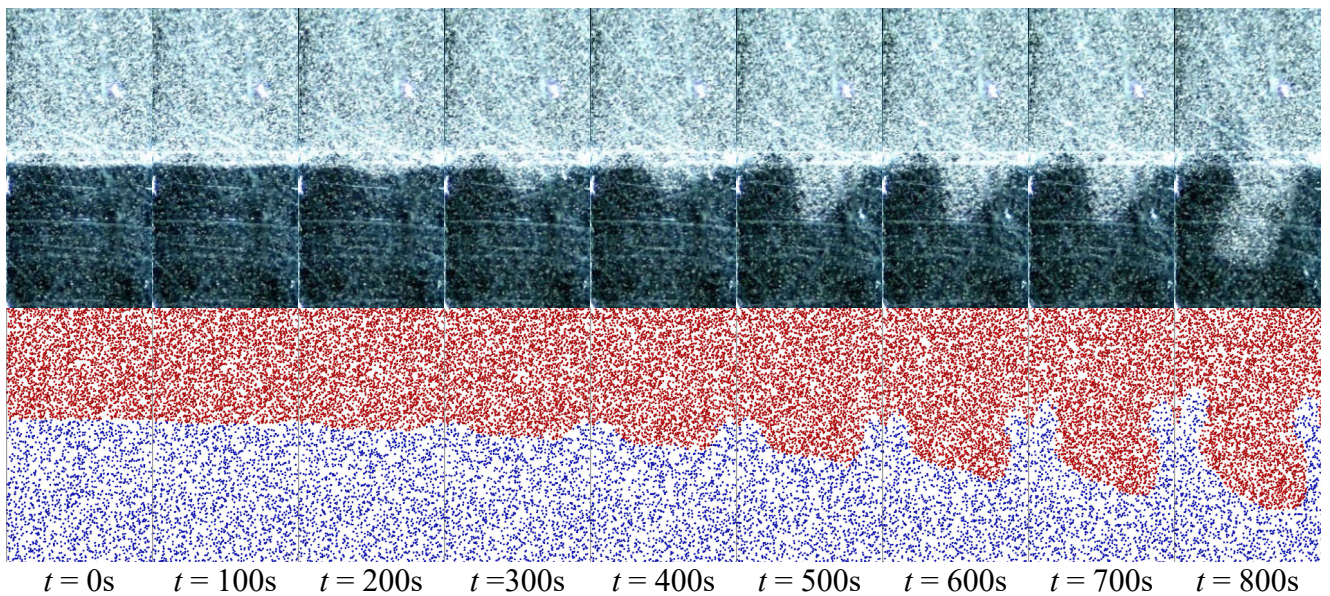 t = 0s t = 100s t = 200s t =300s t = 400s t = 500s t = 600s t = 700s t = 800s